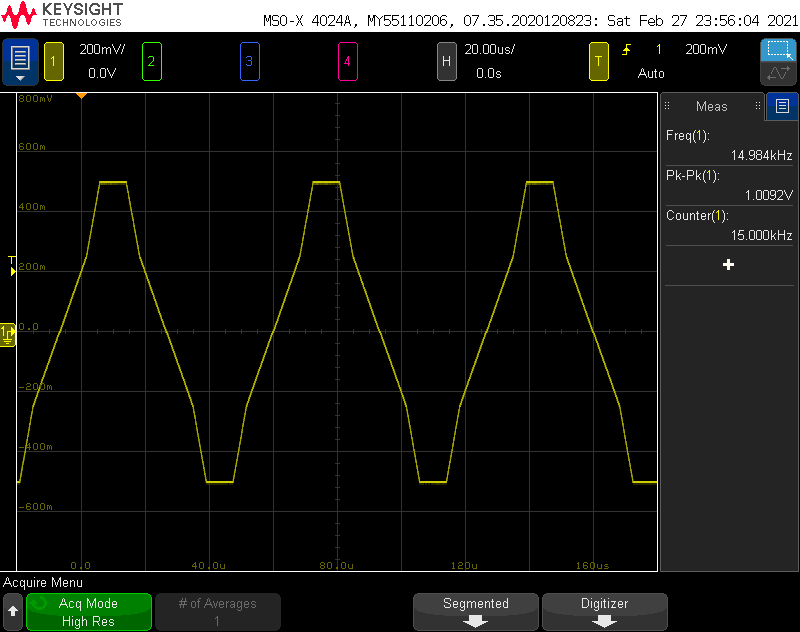 KEYSIGHT
TECHNOLOGIES
MSO-X 4024A, MY55110206, 07.35.2020120823: Sat Feb 27 23:56:04 2021
1 200mV/ 2 3 4 H 20.00us/ T 1 200mV
0.0V 0.0s Auto
800mV
600m
400m
T
200m
1 0.0
-200m
-400m
-600m
0.0 40.0u 80.0u 120u 160us
Meas
Freq(1):
14.984kHz
Pk-Pk(1):
1.0092V
Counter(1):
15.000kHz
Acquire Menu
Acq Mode
High Res
# of Averages
1
Segmented
Digitizer